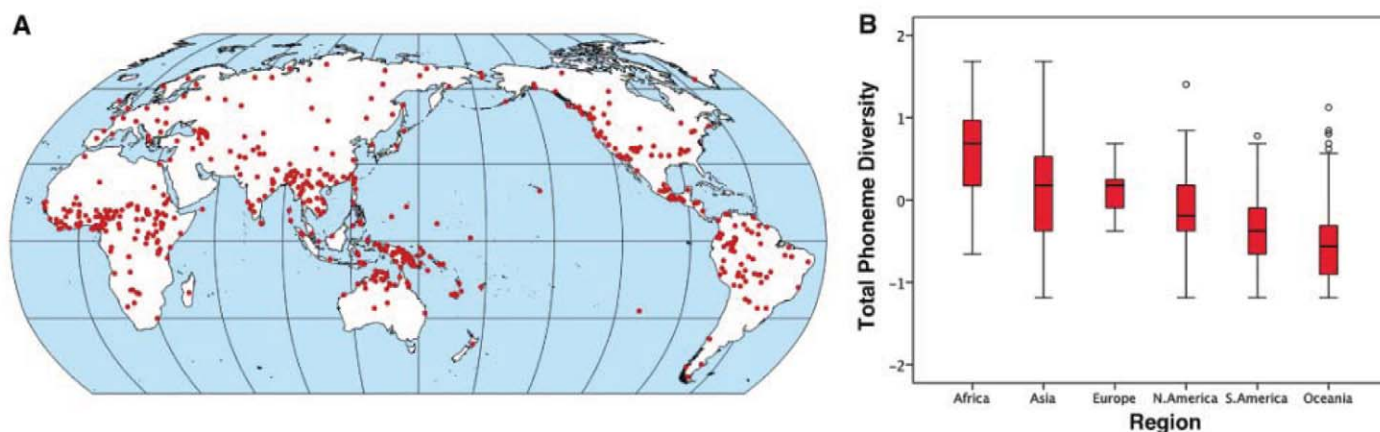 A
B
Total Phoneme Diversity
2
1
0
−1
−2
Africa Asia Europe N.America S.America Oceania
Region